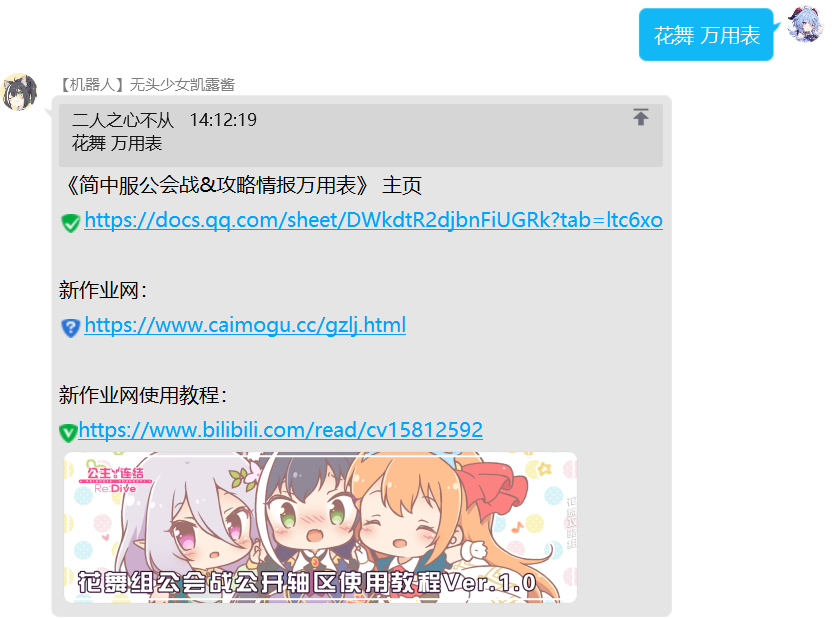 花舞 万用表
【机器人】无头少女凯露酱
二人之心不从 14:12:19
花舞 万用表
《简中服公会战&攻略情报万用表》 主页
https://docs.qq.com/sheet/DWkdtR2djbnFiUGRk?tab=ltc6xo
新作业网：
https://www.caimogu.cc/gzlj.html
新作业网使用教程：
https://www.bilibili.com/read/cv15812592
公主连结
Re:Dive
花舞组公会战公开轴区使用教程Ver.1.0